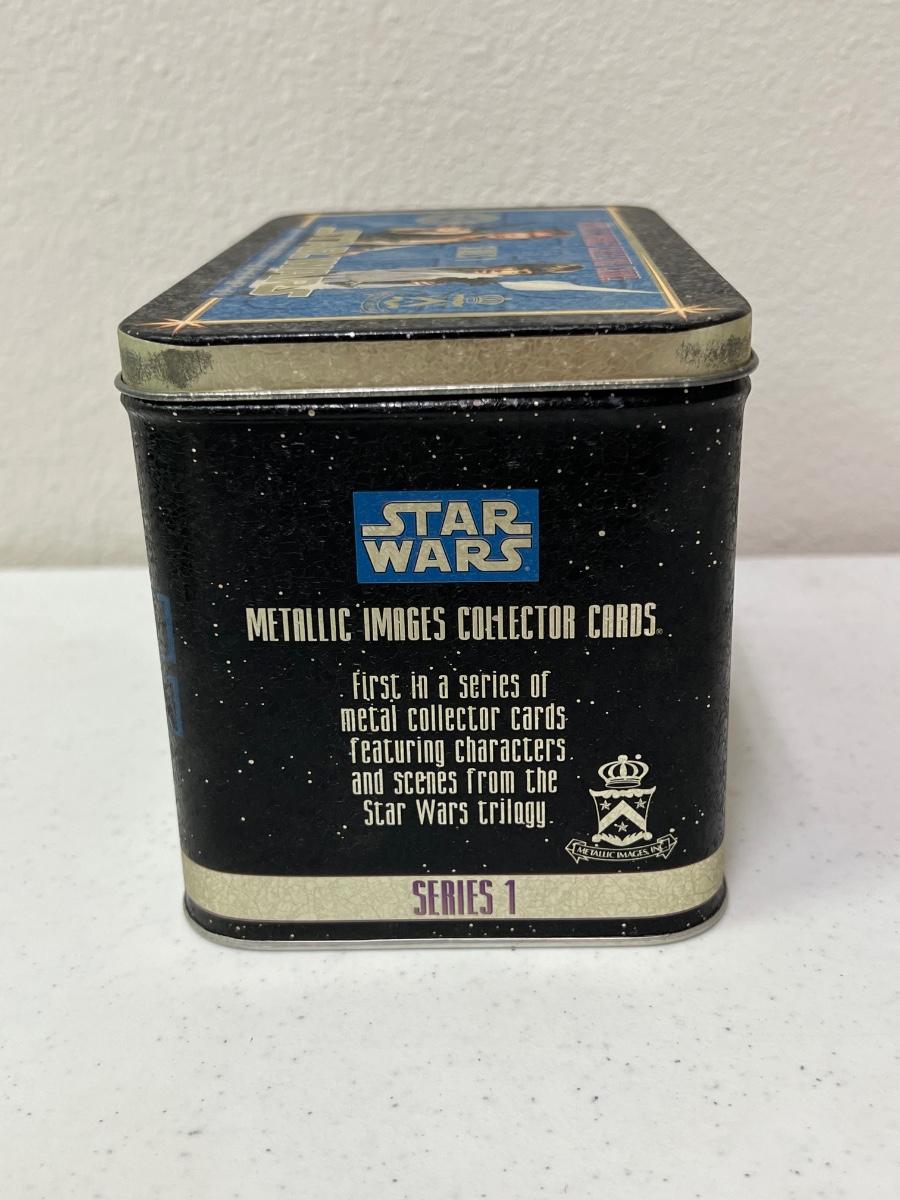 STAR
WARS®
METALLIC IMAGES COLLECTOR CARDS®
First in a series of
metal collector cards
featuring characters
and scenes from the
Star Wars trilogy.
METALLIC IMAGES, INC.
SERIES 1